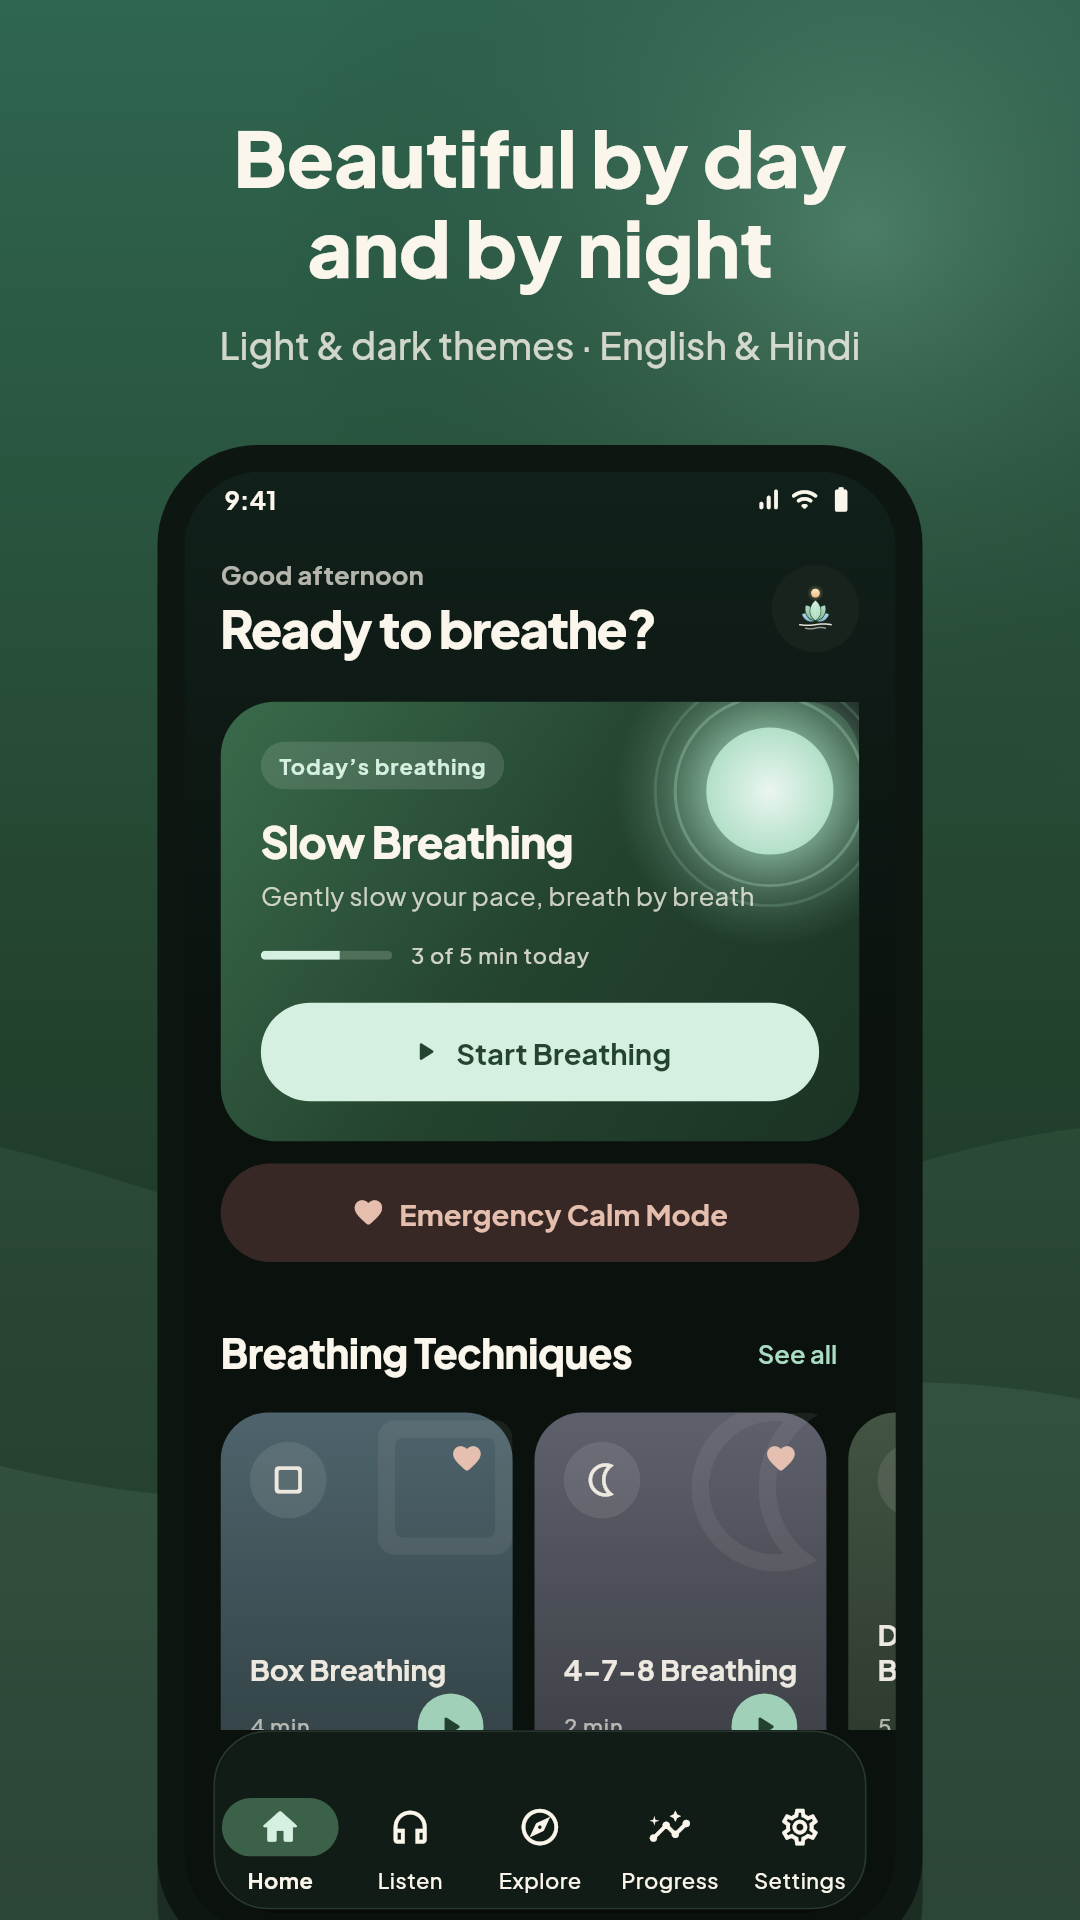 Beautiful by day
and by night
Light & dark themes · English & Hindi
9:41
Good afternoon
Ready to breathe?
Today’s breathing
Slow Breathing
Gently slow your pace, breath by breath
3 of 5 min today
Start Breathing
Emergency Calm Mode
Breathing Techniques
See all
Box Breathing
4-7-8 Breathing
4 min
2 min
5
Home
Listen
Explore
Progress
Settings